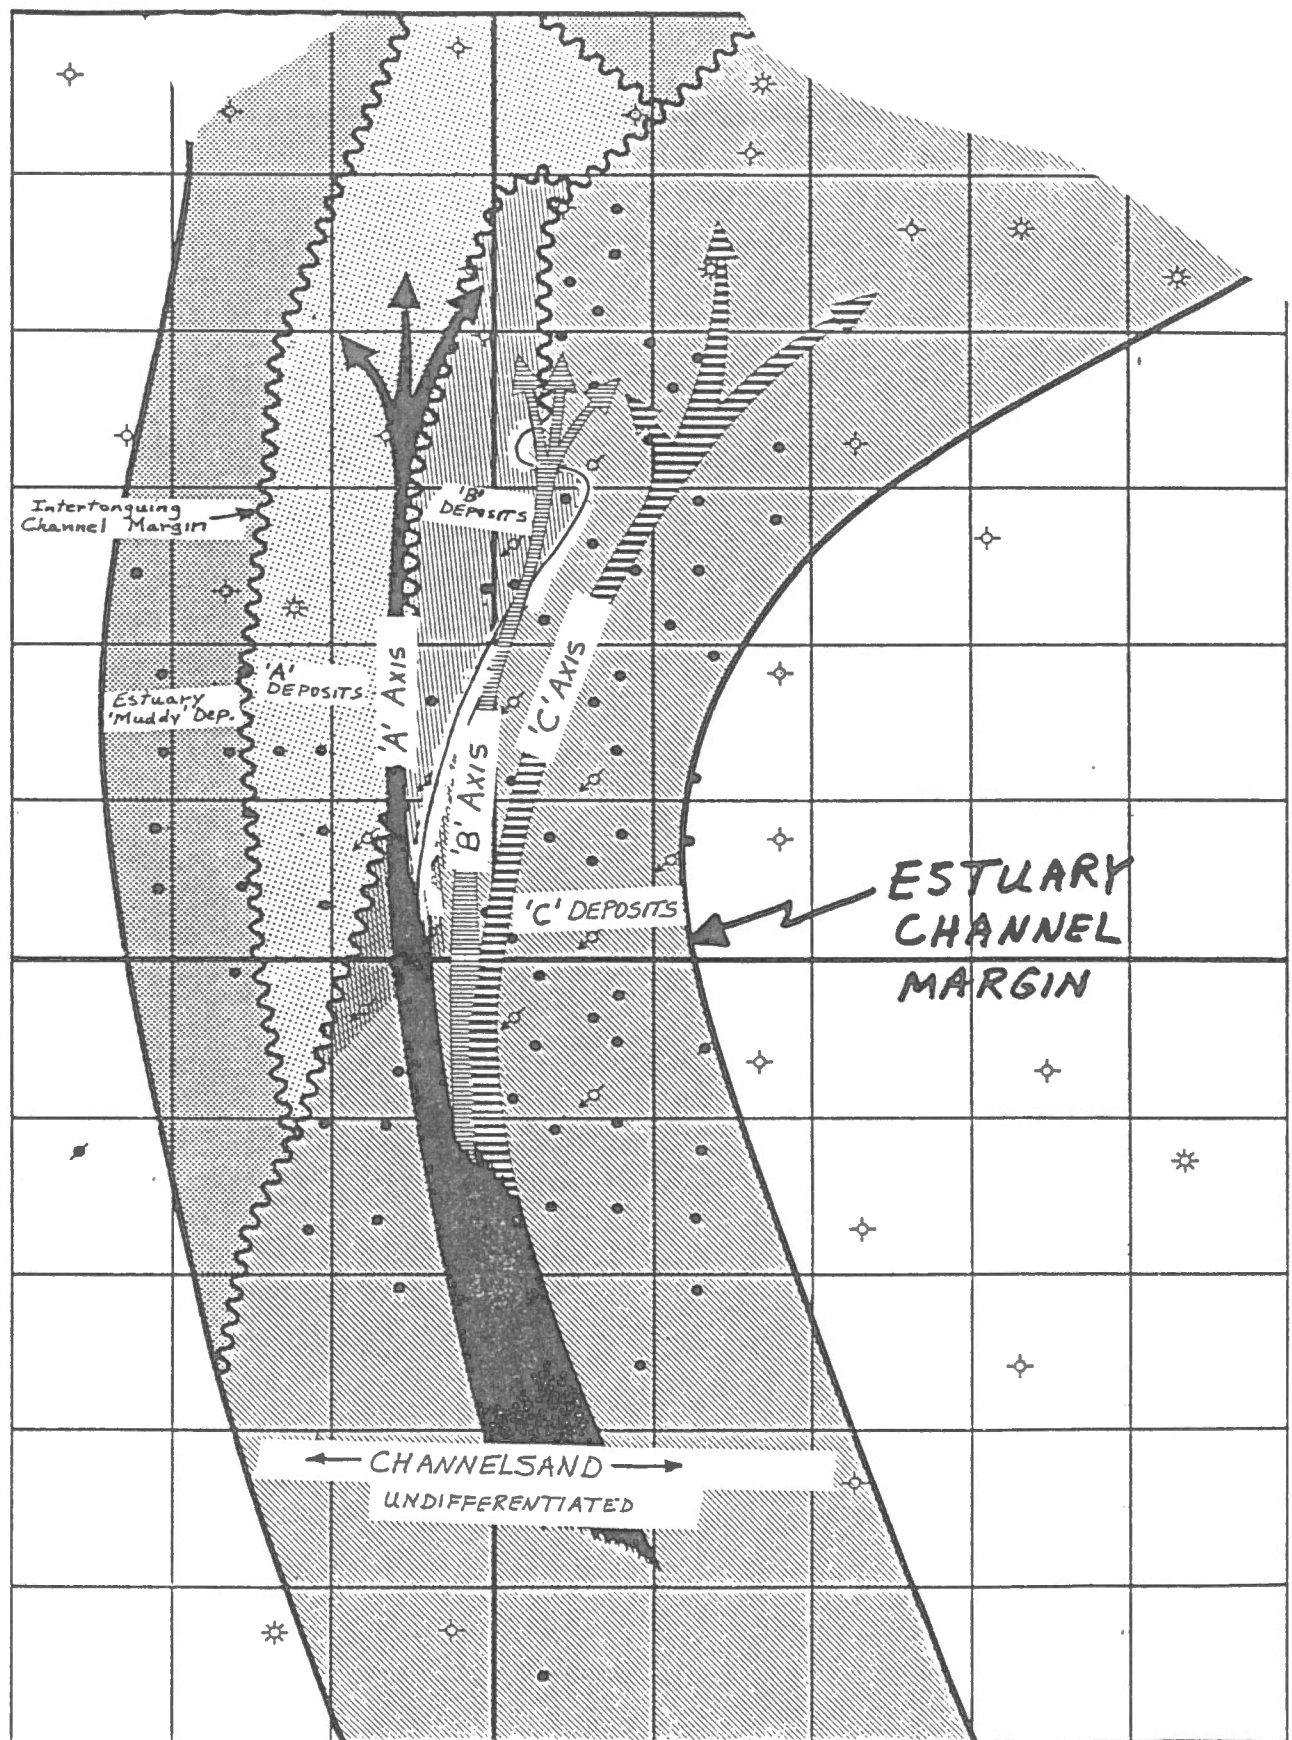 'B'
DEPOSITS
Intertonguing
Channel Margin
'A'
DEPOSITS
'A' AXIS
'C' AXIS
Estuary
'Muddy' Dep.
'B' AXIS
'C' DEPOSITS
ESTUARY
CHANNEL
MARGIN
CHANNELSAND
UNDIFFERENTIATED